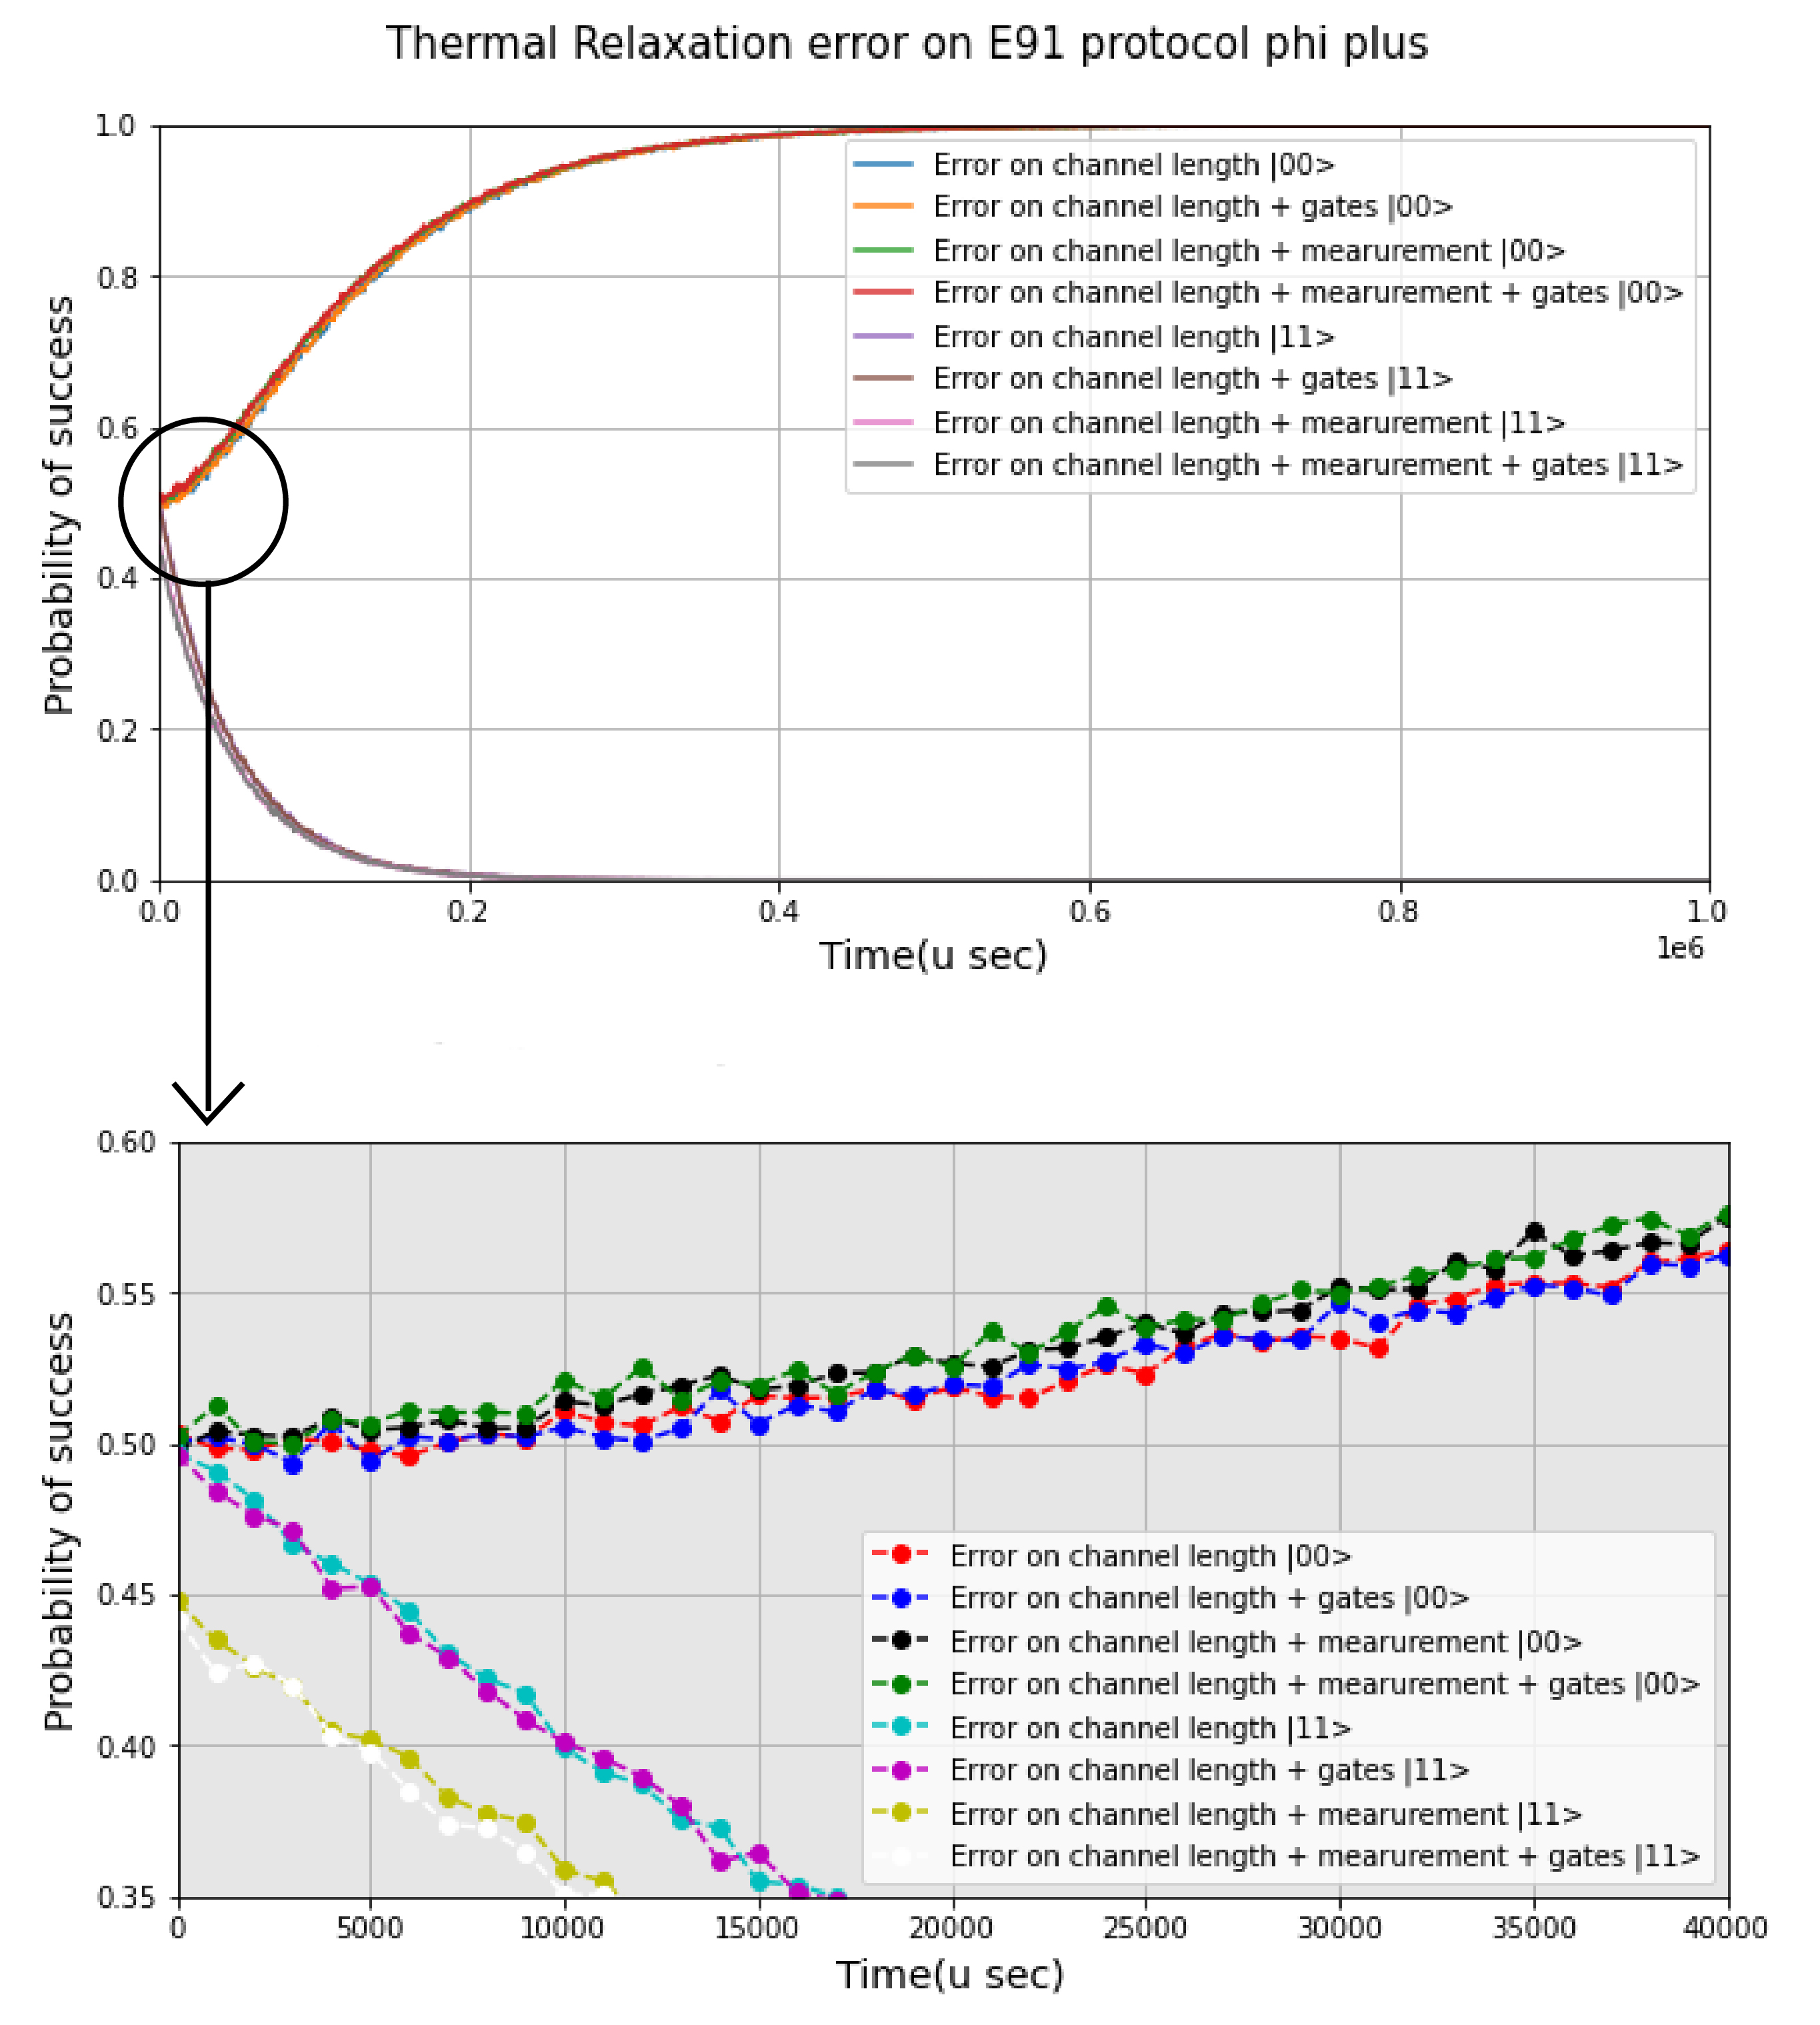 Thermal Relaxation error on E91 protocol phi plus
Probability of success
1.0
0.8
0.6
0.4
0.2
0.0
Error on channel length |00>
Error on channel length + gates |00>
Error on channel length + mearurement |00>
Error on channel length + mearurement + gates |00>
Error on channel length |11>
Error on channel length + gates |11>
Error on channel length + mearurement |11>
Error on channel length + mearurement + gates |11>
0.0 0.2 0.4 0.6 0.8 1.0
1e6
Time(u sec)
Probability of success
0.60
0.55
0.50
0.45
0.40
0.35
Error on channel length |00>
Error on channel length + gates |00>
Error on channel length + mearurement |00>
Error on channel length + mearurement + gates |00>
Error on channel length |11>
Error on channel length + gates |11>
Error on channel length + mearurement |11>
Error on channel length + mearurement + gates |11>
0 5000 10000 15000 20000 25000 30000 35000 40000
Time(u sec)